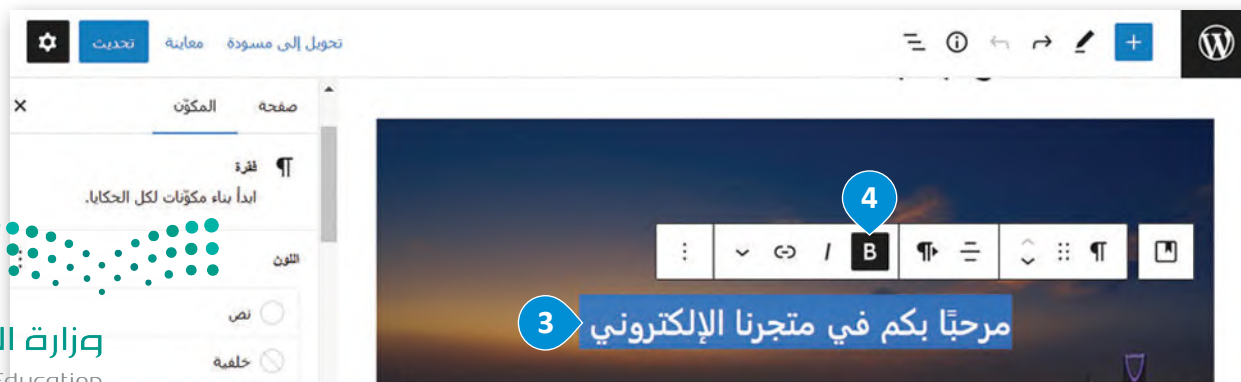 تحويل إلى مسودة معاينة تحديث
صفحة المكوّن
فقرة
ابدأ بناء مكوّنات لكل الحكايا.
اللون
نص
خلفية
4
B I
3 مرحبًا بكم في متجرنا الإلكتروني
وزارة ال
Education